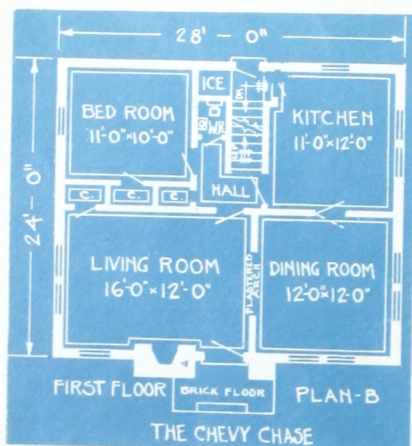 28'-0"
24'-0"
ICE
BED ROOM
11'-0"×10'-0"
WR
KITCHEN
11'-0"×12'-0"
HALL
C.
C.
C.
LIVING ROOM
16'-0"×12'-0"
PLASTERED
ARCH
DINING ROOM
12'-0"×12'-0"
FIRST FLOOR
BRICK FLOOR
PLAN-B
THE CHEVY CHASE